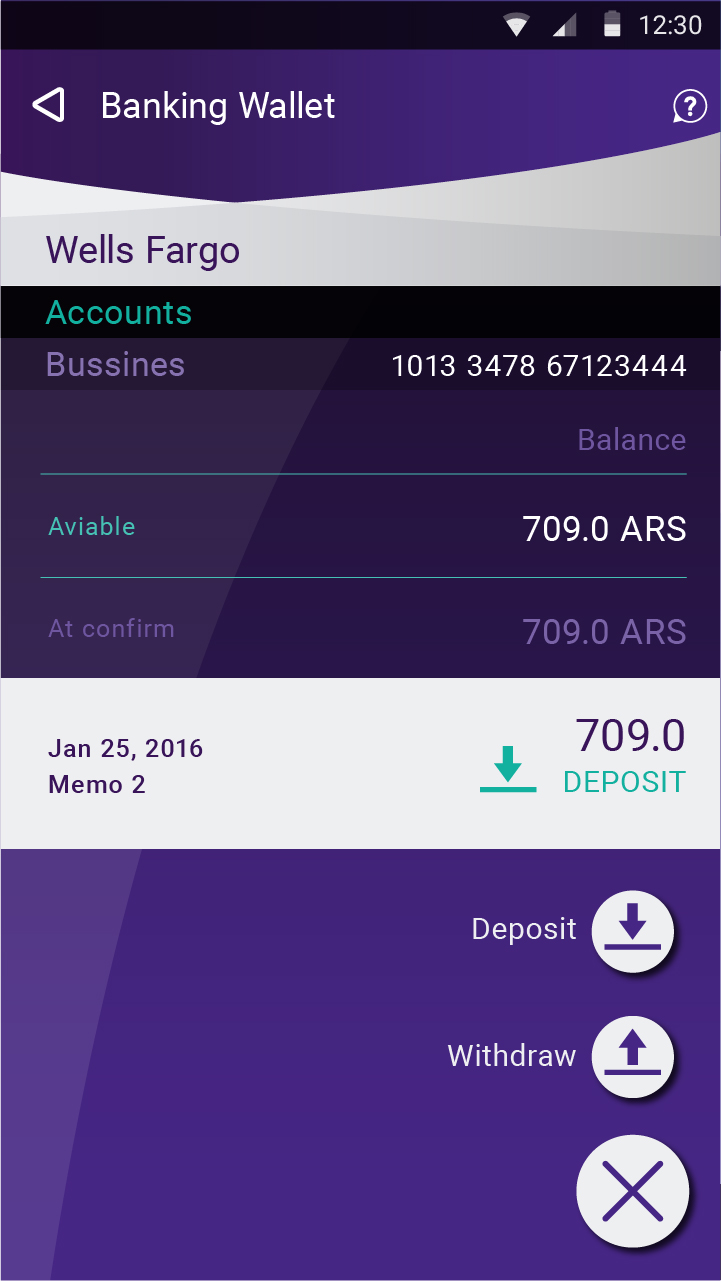 12:30
Banking Wallet
?
Wells Fargo
Accounts
Bussines 1013 3478 67123444
Balance
Aviable 709.0 ARS
At confirm 709.0 ARS
Jan 25, 2016 709.0
Memo 2 DEPOSIT
Deposit
Withdraw